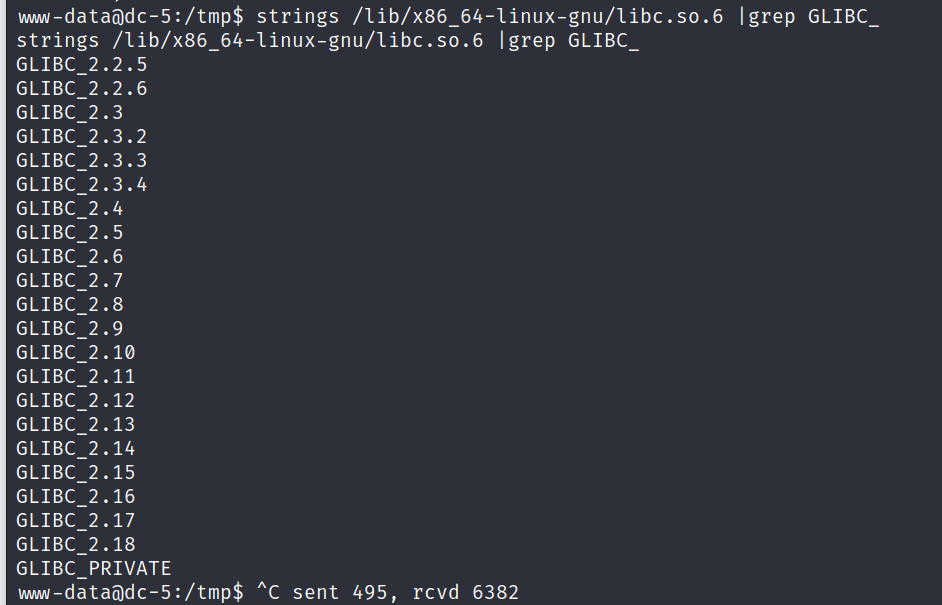 www-data@dc-5:/tmp$ strings /lib/x86_64-linux-gnu/libc.so.6 |grep GLIBC_
strings /lib/x86_64-linux-gnu/libc.so.6 |grep GLIBC_
GLIBC_2.2.5
GLIBC_2.2.6
GLIBC_2.3
GLIBC_2.3.2
GLIBC_2.3.3
GLIBC_2.3.4
GLIBC_2.4
GLIBC_2.5
GLIBC_2.6
GLIBC_2.7
GLIBC_2.8
GLIBC_2.9
GLIBC_2.10
GLIBC_2.11
GLIBC_2.12
GLIBC_2.13
GLIBC_2.14
GLIBC_2.15
GLIBC_2.16
GLIBC_2.17
GLIBC_2.18
GLIBC_PRIVATE
www-data@dc-5:/tmp$ ^C sent 495, rcvd 6382